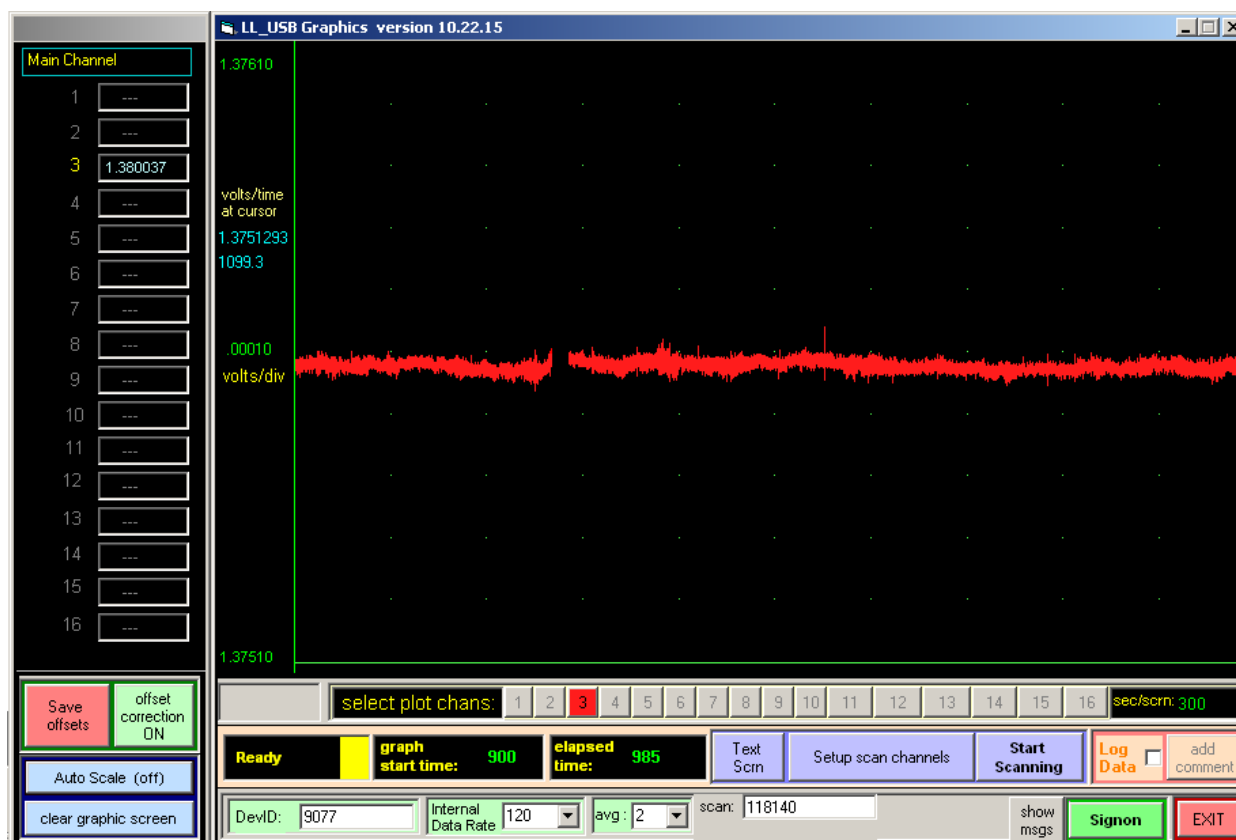 LL_USB Graphics version 10.22.15
Main Channel
1 ---
2 ---
3 1.380037
4 ---
5 ---
6 ---
7 ---
8 ---
9 ---
10 ---
11 ---
12 ---
13 ---
14 ---
15 ---
16 ---
1.37610
volts/time
at cursor
1.3751293
1099.3
.00010
volts/div
1.37510
Save
offsets
offset
correction
ON
Auto Scale (off)
clear graphic screen
select plot chans: 1 2 3 4 5 6 7 8 9 10 11 12 13 14 15 16 sec/scrn: 300
Ready
graph
start time: 900
elapsed
time: 985
Text
Scrn
Setup scan channels
Start
Scanning
Log
Data
add
comment
DevID: 9077
Internal
Data Rate 120
avg: 2
scan: 118140
show
msgs
Signon
EXIT